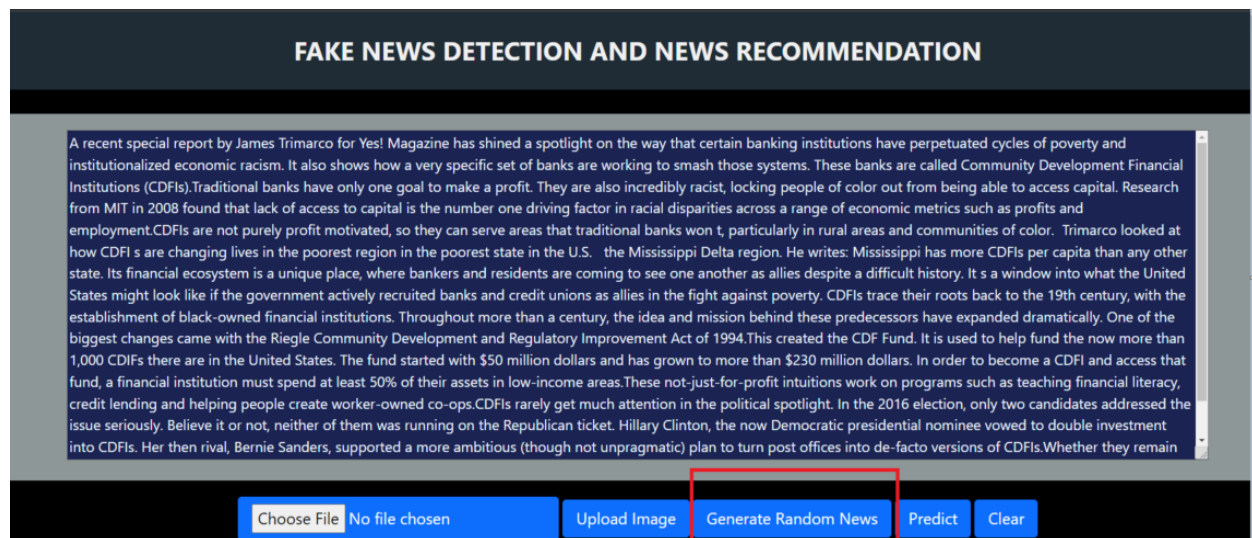 FAKE NEWS DETECTION AND NEWS RECOMMENDATION
A recent special report by James Trimarco for Yes! Magazine has shined a spotlight on the way that certain banking institutions have perpetuated cycles of poverty and
institutionalized economic racism. It also shows how a very specific set of banks are working to smash those systems. These banks are called Community Development Financial
Institutions (CDFIs).Traditional banks have only one goal to make a profit. They are also incredibly racist, locking people of color out from being able to access capital. Research
from MIT in 2008 found that lack of access to capital is the number one driving factor in racial disparities across a range of economic metrics such as profits and
employment.CDFIs are not purely profit motivated, so they can serve areas that traditional banks won t, particularly in rural areas and communities of color.  Trimarco looked at
how CDFI s are changing lives in the poorest region in the poorest state in the U.S.   the Mississippi Delta region. He writes: Mississippi has more CDFIs per capita than any other
state. Its financial ecosystem is a unique place, where bankers and residents are coming to see one another as allies despite a difficult history. It s a window into what the United
States might look like if the government actively recruited banks and credit unions as allies in the fight against poverty. CDFIs trace their roots back to the 19th century, with the
establishment of black-owned financial institutions. Throughout more than a century, the idea and mission behind these predecessors have expanded dramatically. One of the
biggest changes came with the Riegle Community Development and Regulatory Improvement Act of 1994.This created the CDF Fund. It is used to help fund the now more than
1,000 CDIFs there are in the United States. The fund started with $50 million dollars and has grown to more than $230 million dollars. In order to become a CDFI and access that
fund, a financial institution must spend at least 50% of their assets in low-income areas.These not-just-for-profit intuitions work on programs such as teaching financial literacy,
credit lending and helping people create worker-owned co-ops.CDFIs rarely get much attention in the political spotlight. In the 2016 election, only two candidates addressed the
issue seriously. Believe it or not, neither of them was running on the Republican ticket. Hillary Clinton, the now Democratic presidential nominee vowed to double investment
into CDFIs. Her then rival, Bernie Sanders, supported a more ambitious (though not unpragmatic) plan to turn post offices into de-facto versions of CDFIs.Whether they remain
Choose File No file chosen Upload Image Generate Random News Predict Clear